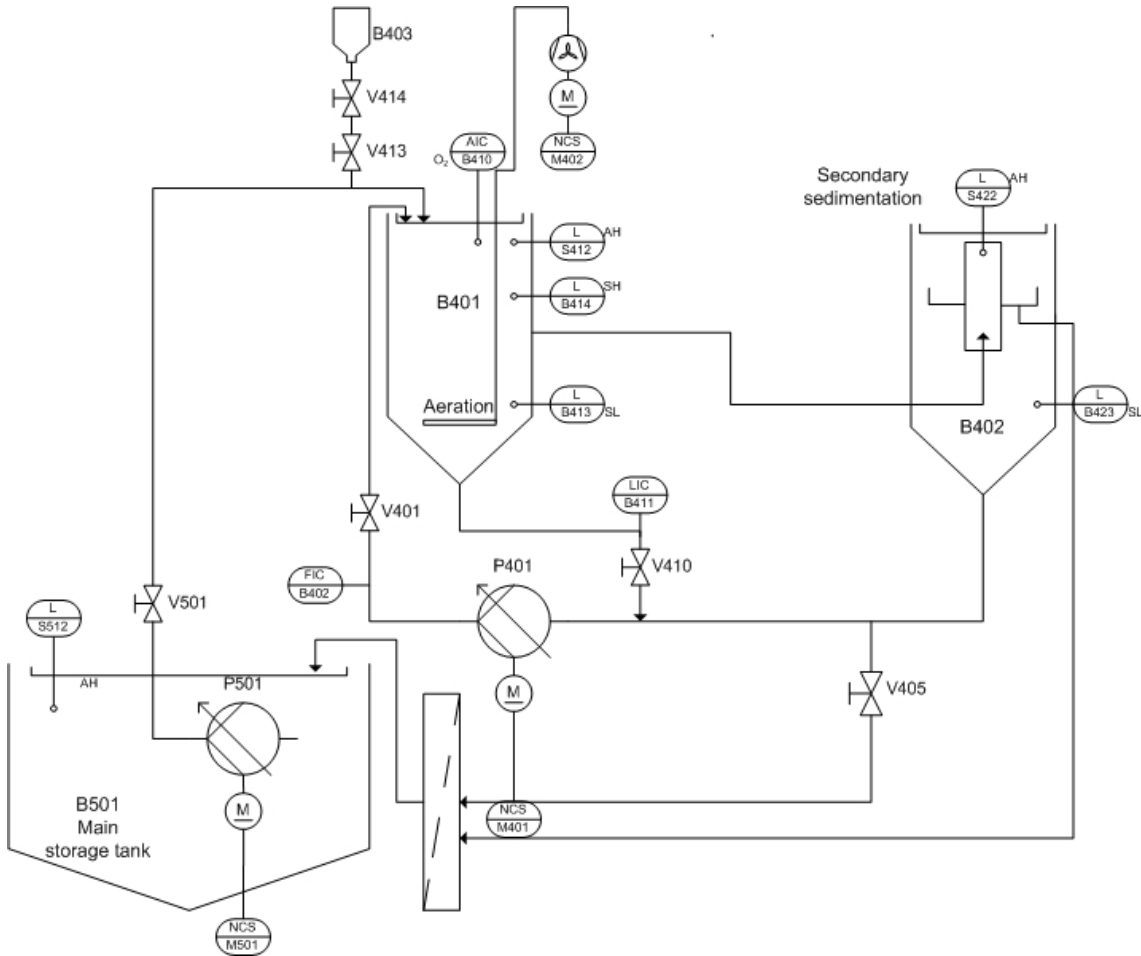 B403
V414
V413
M
NCS
M402
AIC
B410
O₂
Secondary
sedimentation
L
S422
AH
L
S412
AH
B401
L
B414
SH
Aeration
L
B413
SL
L
B423
SL
B402
V401
LIC
B411
V410
P401
FIC
B402
V501
L
S512
AH
P501
M
V405
M
B501
Main
storage tank
NCS
M401
NCS
M501